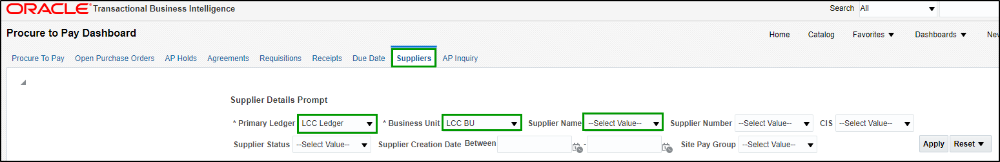 ORACLE Transactional Business Intelligence Search All
Procure to Pay Dashboard Home Catalog Favorites Dashboards
Procure To Pay Open Purchase Orders AP Holds Agreements Requisitions Receipts Due Date Suppliers AP Inquiry
Supplier Details Prompt
* Primary Ledger LCC Ledger * Business Unit LCC BU Supplier Name --Select Value-- Supplier Number --Select Value-- CIS --Select Value--
Supplier Status --Select Value-- Supplier Creation Date Between - Site Pay Group --Select Value-- Apply Reset